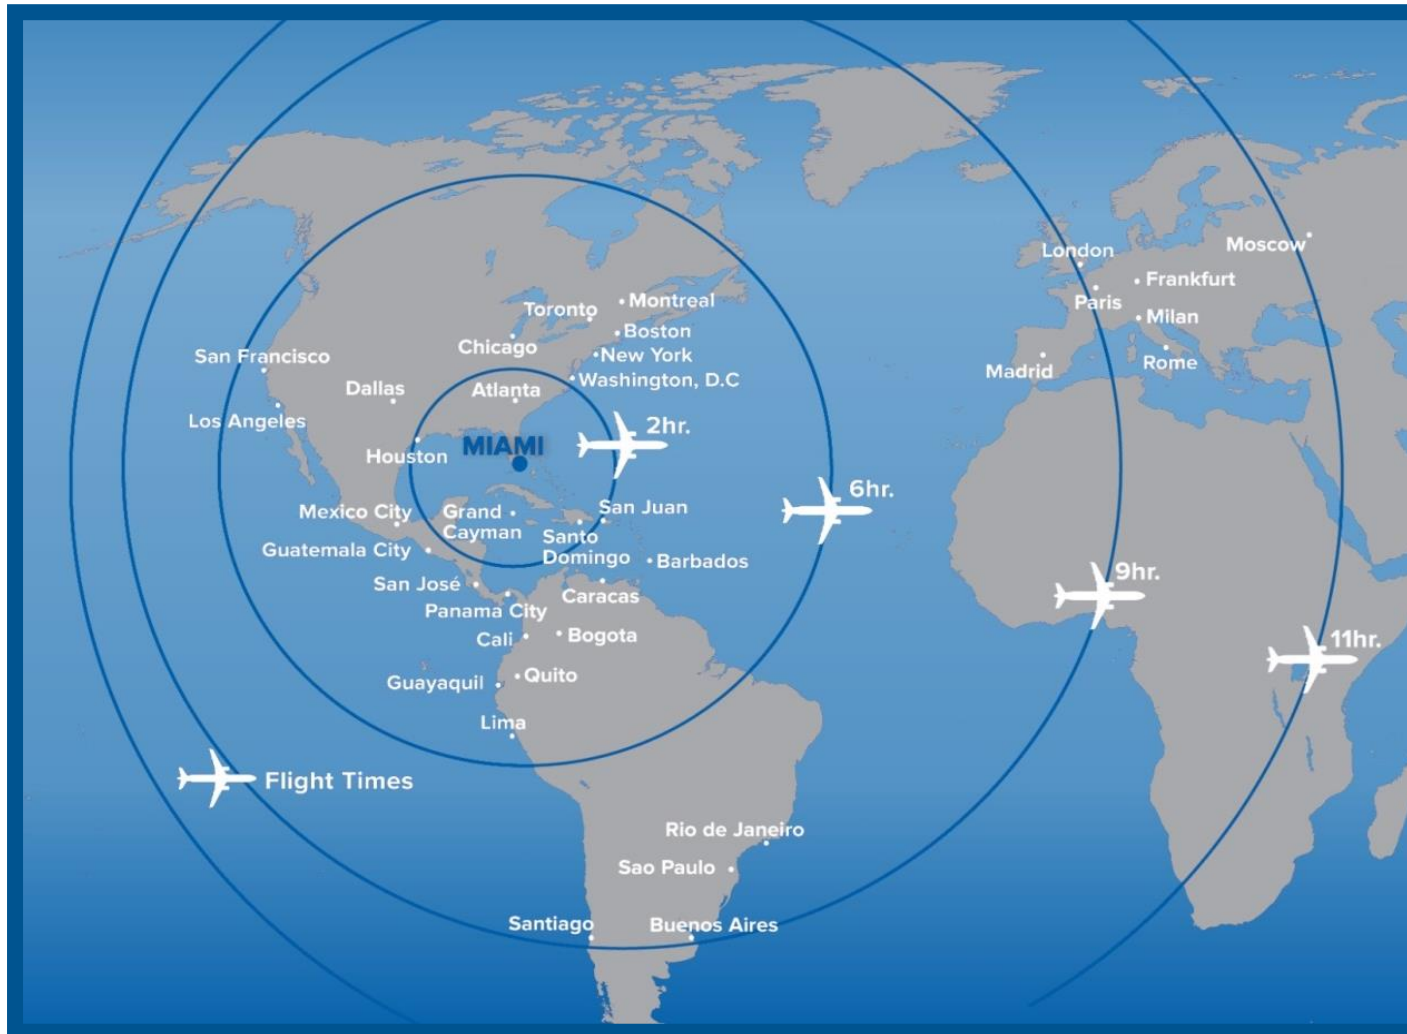 London
Moscow
Frankfurt
Paris
Montreal
Toronto
Milan
Boston
Chicago
New York
San Francisco
Rome
Madrid
Washington, D.C
Dallas
Atlanta
Los Angeles
2hr.
MIAMI
Houston
6hr.
San Juan
Mexico City
Grand
Cayman
Santo
Domingo
Guatemala City
Barbados
9hr.
San José
Caracas
Panama City
Cali
Bogota
11hr.
Quito
Guayaquil
Lima
Flight Times
Rio de Janeiro
Sao Paulo
Santiago
Buenos Aires